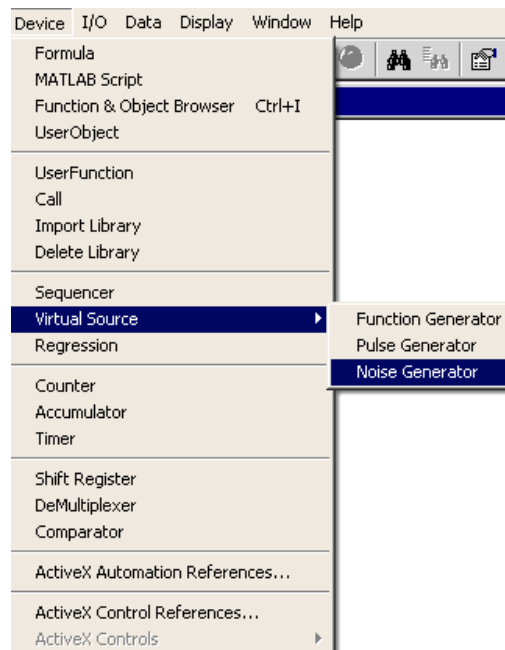 Device I/O Data Display Window Help
Formula
MATLAB Script
Function & Object Browser Ctrl+I
UserObject
UserFunction
Call
Import Library
Delete Library
Sequencer
Virtual Source
Function Generator
Pulse Generator
Noise Generator
Regression
Counter
Accumulator
Timer
Shift Register
DeMultiplexer
Comparator
ActiveX Automation References...
ActiveX Control References...
ActiveX Controls